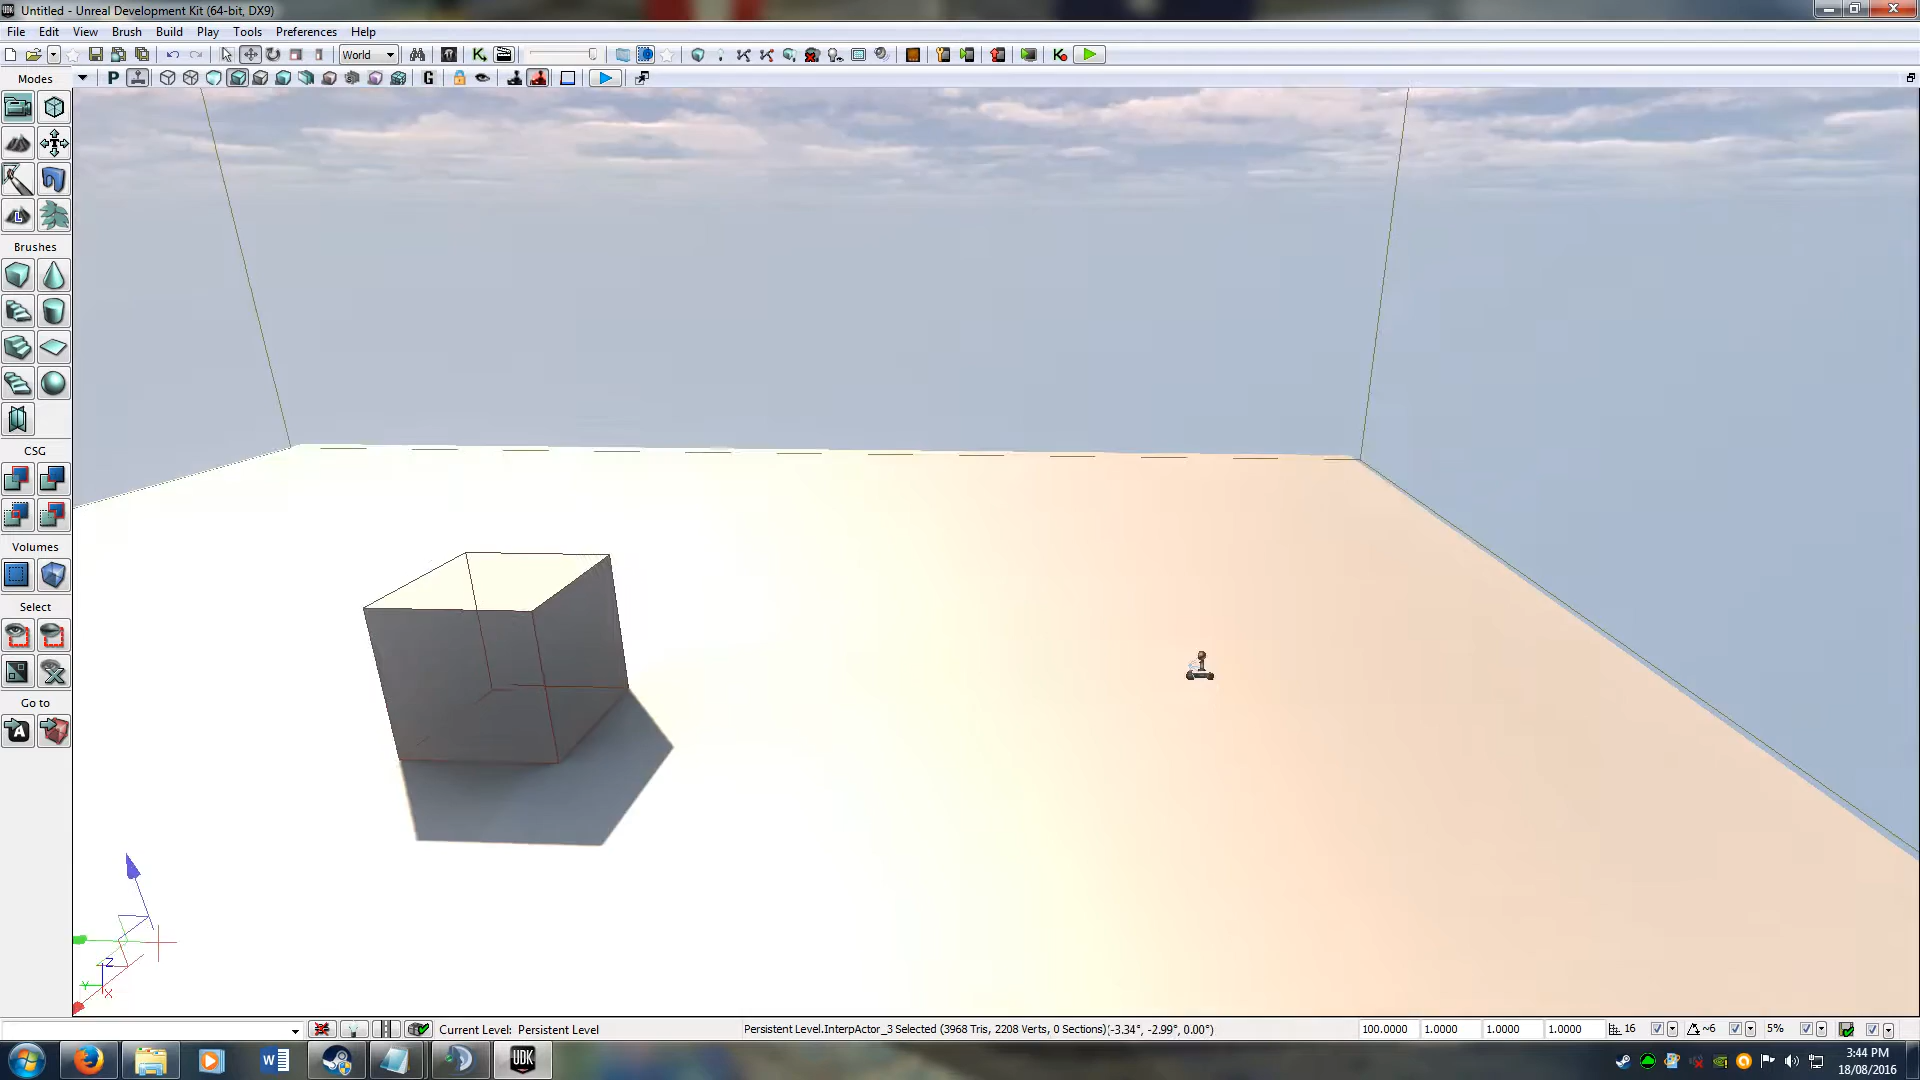 Untitled - Unreal Development Kit (64-bit, DX9)
File Edit View Brush Build Play Tools Preferences Help
World
Modes
P
G
L
Brushes
CSG
Volumes
Select
Go to
A
Z
Y
X
Current Level: Persistent Level
Persistent Level.InterpActor_3 Selected (3968 Tris, 2208 Verts, 0 Sections)(-3.34°, -2.99°, 0.00°)
100.0000 1.0000 1.0000 1.0000 16 ~6 5%
UDK
3:44 PM
18/08/2016